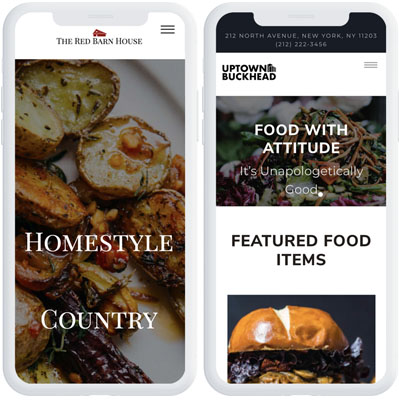 THE RED BARN HOUSE
HOMESTYLE
COUNTRY
212 NORTH AVENUE, NEW YORK, NY 11203
(212) 222-3456
UPTOWN
BUCKHEAD
FOOD WITH
ATTITUDE
It's Unapologetically
Good.
FEATURED FOOD
ITEMS